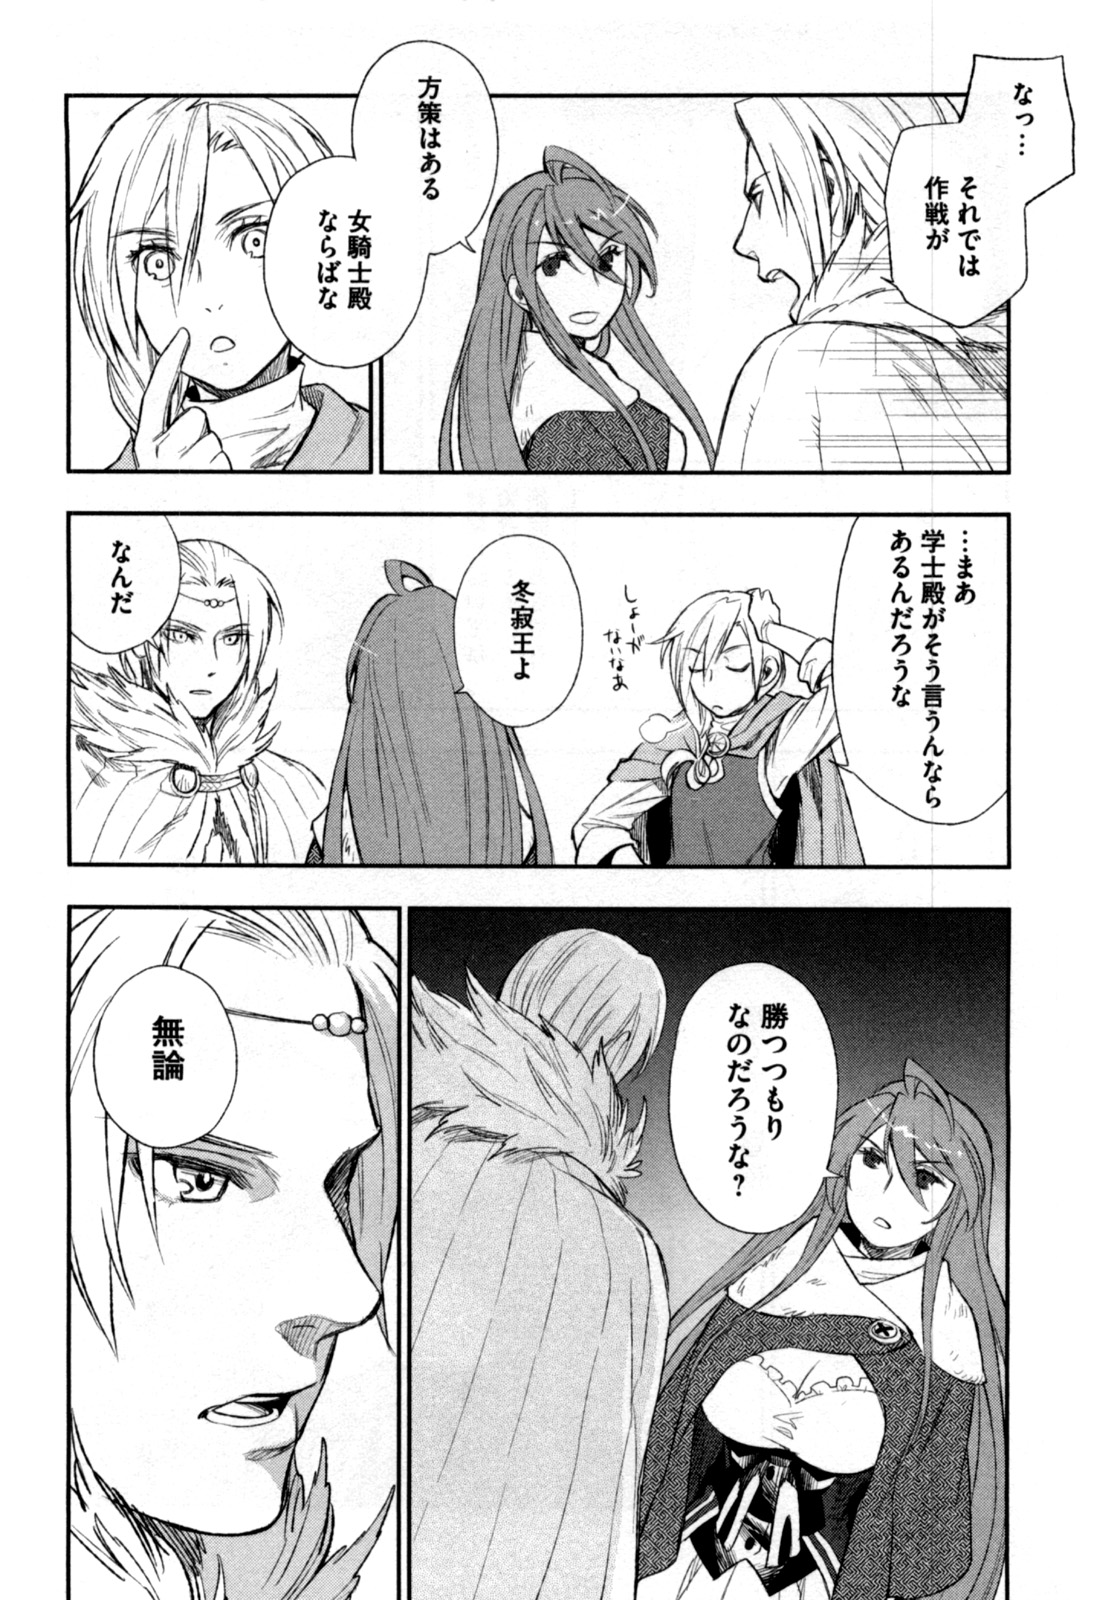 なっ…
それでは
作戦が
方策はある
女騎士殿
ならばな
…まあ
学士殿がそう言うんなら
あるんだろうな
しょーが
ないなあ
冬寂王よ
なんだ
勝つつもり
なのだろうな?
無論